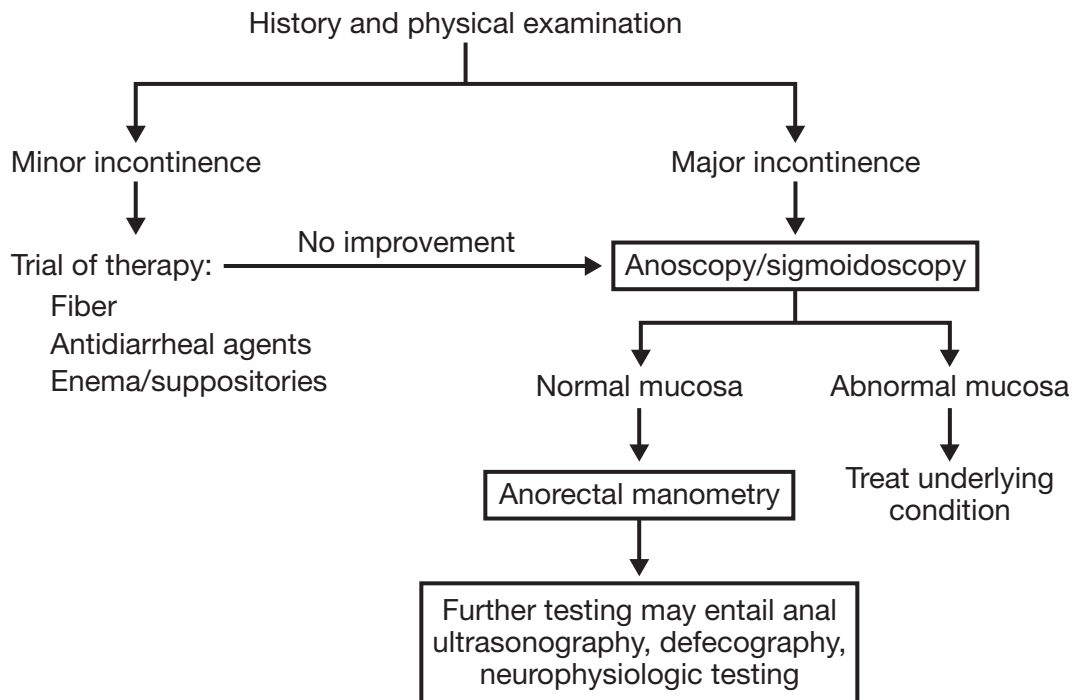 History and physical examination
Minor incontinence
Major incontinence
No improvement
Trial of therapy:
Fiber
Antidiarrheal agents
Enema/suppositories
Anoscopy/sigmoidoscopy
Normal mucosa
Abnormal mucosa
Anorectal manometry
Treat underlying
condition
Further testing may entail anal
ultrasonography, defecography,
neurophysiologic testing